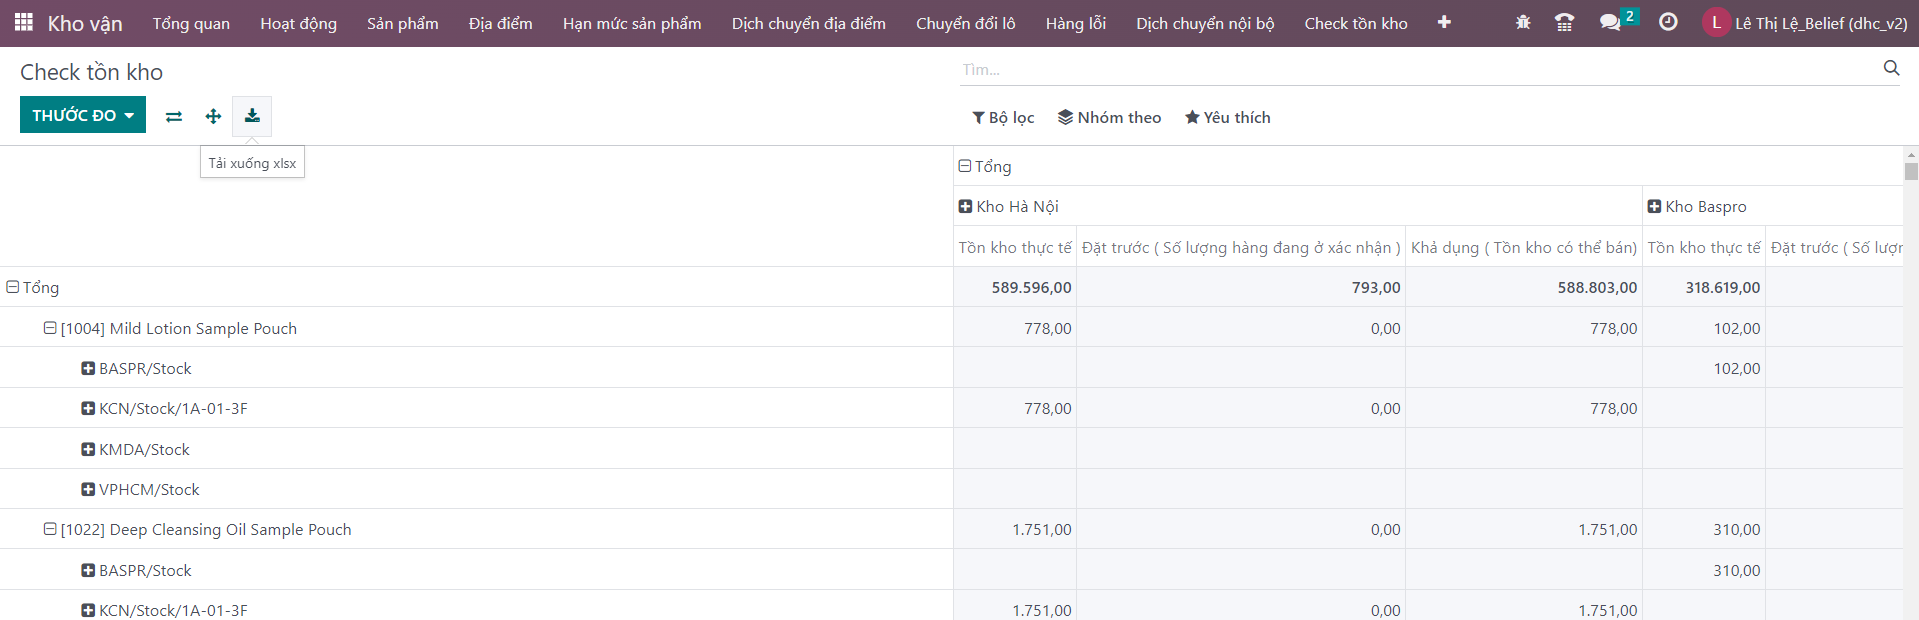 Kho vận Tổng quan Hoạt động Sản phẩm Địa điểm Hạn mức sản phẩm Dịch chuyển địa điểm Chuyển đổi lô Hàng lỗi Dịch chuyển nội bộ Check tồn kho 2 L Lê Thị Lệ_Belief (dhc_v2)
Check tồn kho
Tìm...
THƯỚC ĐO
Bộ lọc Nhóm theo Yêu thích
Tải xuống xlsx
Tổng
Kho Hà Nội Kho Baspro
Tồn kho thực tế Đặt trước ( Số lượng hàng đang ở xác nhận ) Khả dụng ( Tồn kho có thể bán) Tồn kho thực tế Đặt trước ( Số lượn
Tổng 589.596,00 793,00 588.803,00 318.619,00
[1004] Mild Lotion Sample Pouch 778,00 0,00 778,00 102,00
BASPR/Stock 102,00
KCN/Stock/1A-01-3F 778,00 0,00 778,00
KMDA/Stock
VPHCM/Stock
[1022] Deep Cleansing Oil Sample Pouch 1.751,00 0,00 1.751,00 310,00
BASPR/Stock 310,00
KCN/Stock/1A-01-3F 1.751,00 0,00 1.751,00